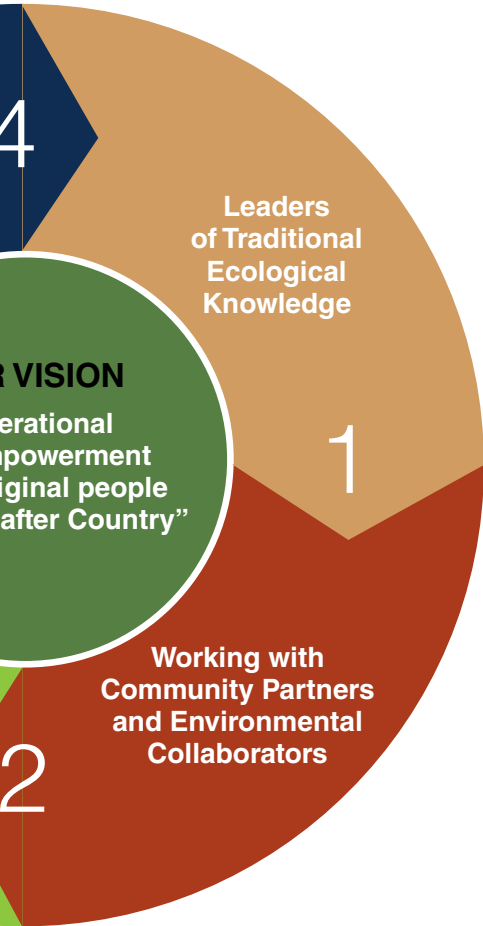 4
Leaders
of Traditional
Ecological
Knowledge
1
R VISION
erational
powerment
iginal people
after Country”
Working with
Community Partners
and Environmental
Collaborators
2